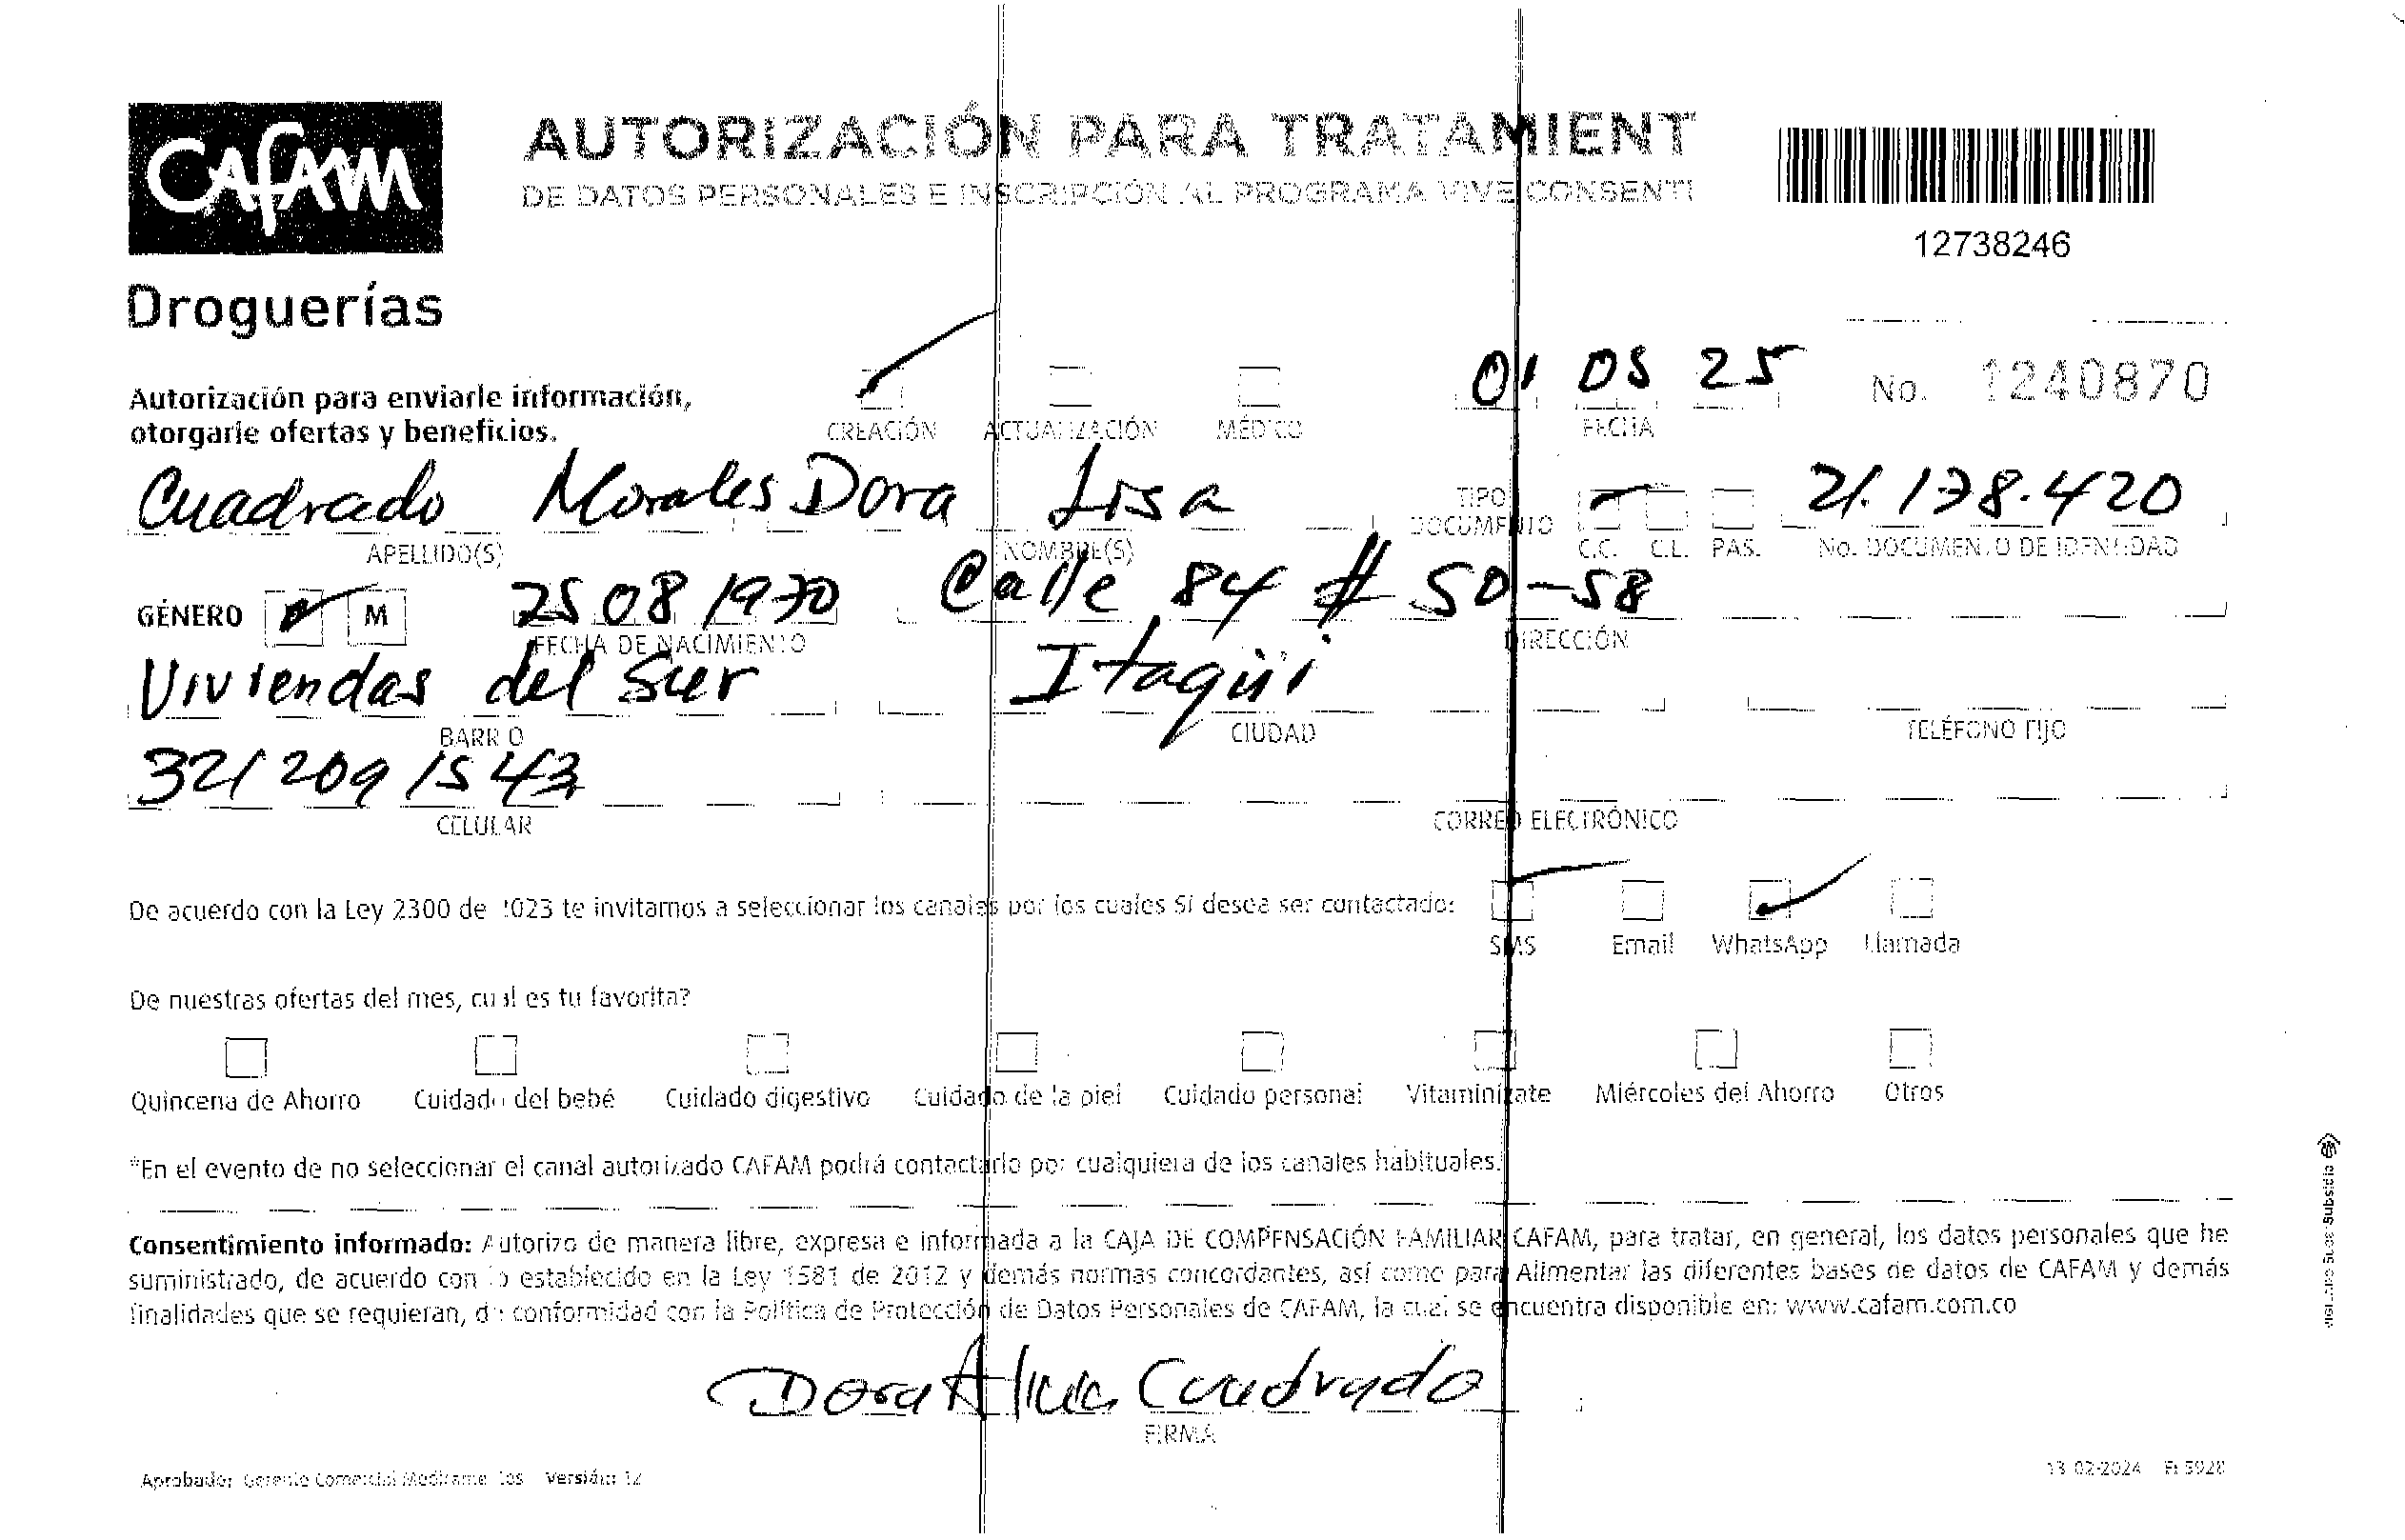 CAFAM
AUTORIZACIÓN PARA TRATAMIENT
DE DATOS PERSONALES E INSCRIPCIÓN AL PROGRAMA VIVE CONSENTI
12738246
Droguerías
Autorización para enviarle información,
otorgarle ofertas y beneficios.
CREACIÓN ACTUALIZACIÓN MÉDICO
01 05 25
FECHA
No. 1240870
Cuadrado Morales Dora Lisa
APELLIDO(S) NOMBRE(S)
TIPO DOCUMENTO C.C. C.E. PAS.
21.178.420
No. DOCUMENTO DE IDENTIDAD
GÉNERO M
25 08 1970
FECHA DE NACIMIENTO
Calle 84 # 50-58
DIRECCIÓN
Viviendas del Sur
BARRIO
Itagüi
CIUDAD
TELÉFONO FIJO
321 209 1543
CELULAR
CORREO ELECTRÓNICO
De acuerdo con la Ley 2300 de 2023 te invitamos a seleccionar los canales por los cuales SI desea ser contactado:
SMS Email WhatsApp Llamada
De nuestras ofertas del mes, cual es tu favorita?
Quincena de Ahorro Cuidado del bebé Cuidado digestivo Cuidado de la piel Cuidado personal Vitaminízate Miércoles del Ahorro Otros
*En el evento de no seleccionar el canal autorizado CAFAM podrá contactarlo por cualquiera de los canales habituales.
Consentimiento informado: Autorizo de manera libre, expresa e informada a la CAJA DE COMPENSACIÓN FAMILIAR CAFAM, para tratar, en general, los datos personales que he
suministrado, de acuerdo con lo establecido en la Ley 1581 de 2012 y demás normas concordantes, así como para Alimentar las diferentes bases de datos de CAFAM y demás
finalidades que se requieran, de conformidad con la Política de Protección de Datos Personales de CAFAM, la cual se encuentra disponible en: www.cafam.com.co
Dora Alicia Cuadrado
FIRMA
Aprobado: Gerente Comercial Medicamentos Versión: 12
13-02-2024 Ft 5928